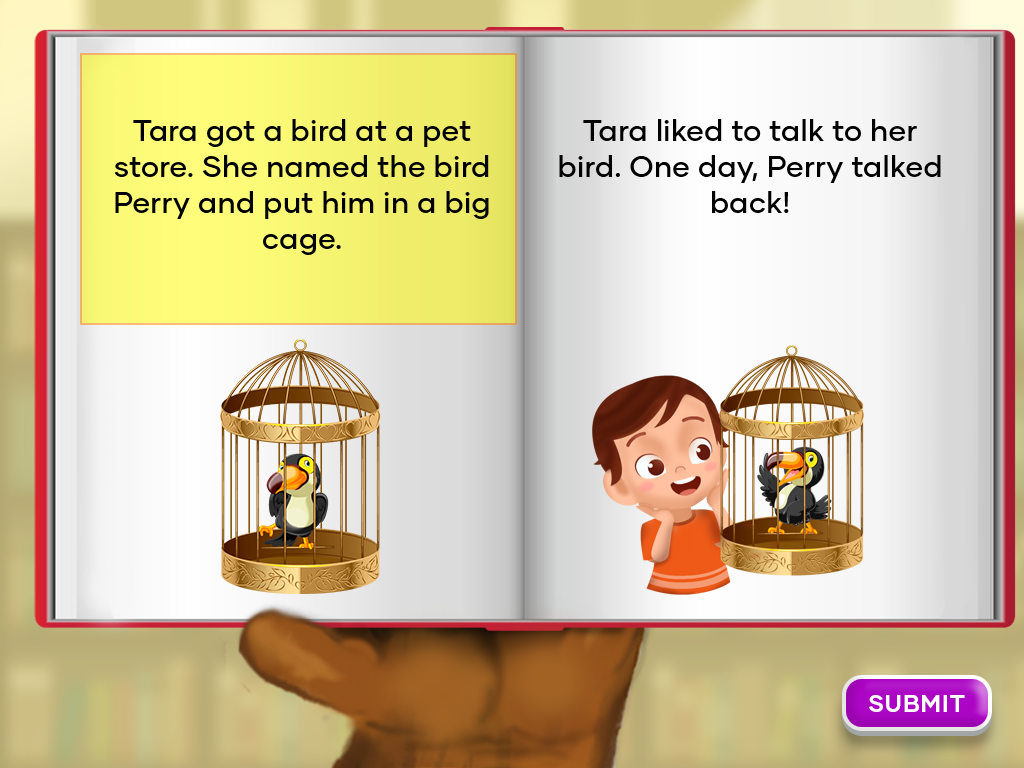 Tara got a bird at a pet
store. She named the bird
Perry and put him in a big
cage.
Tara liked to talk to her
bird. One day, Perry talked
back!
SUBMIT